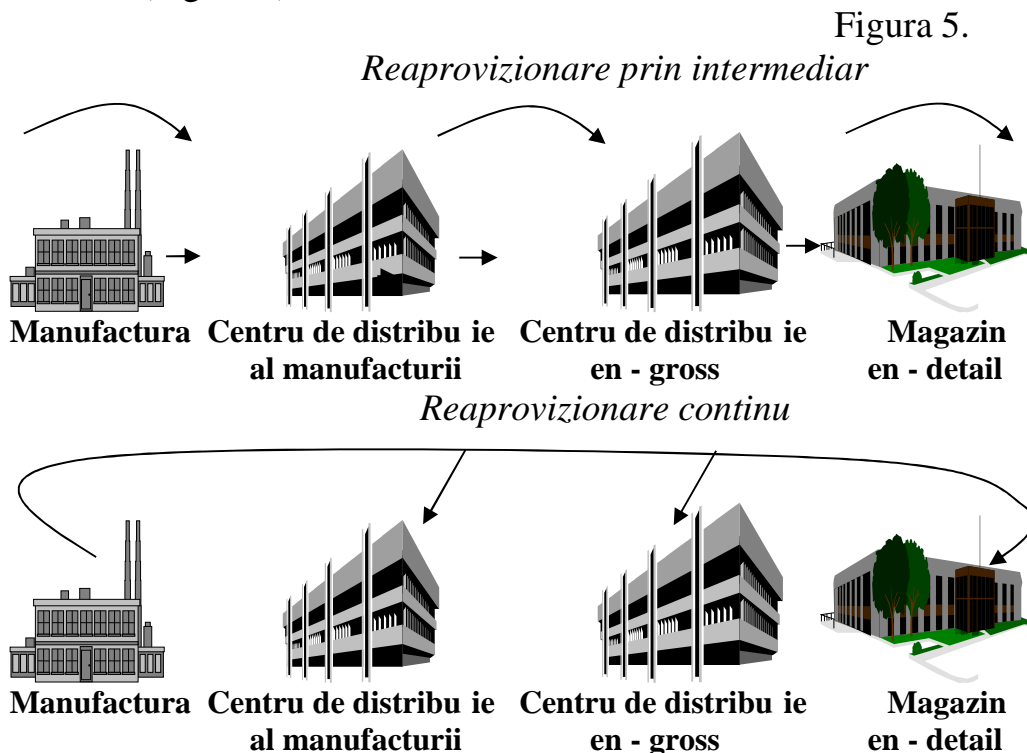 Figura 5.
Reaprovizionare prin intermediar
Manufactura Centru de distribu ie Centru de distribu ie Magazin
al manufacturii en - gross en - detail
Reaprovizionare continu
Manufactura Centru de distribu ie Centru de distribu ie Magazin
al manufacturii en - gross en - detail